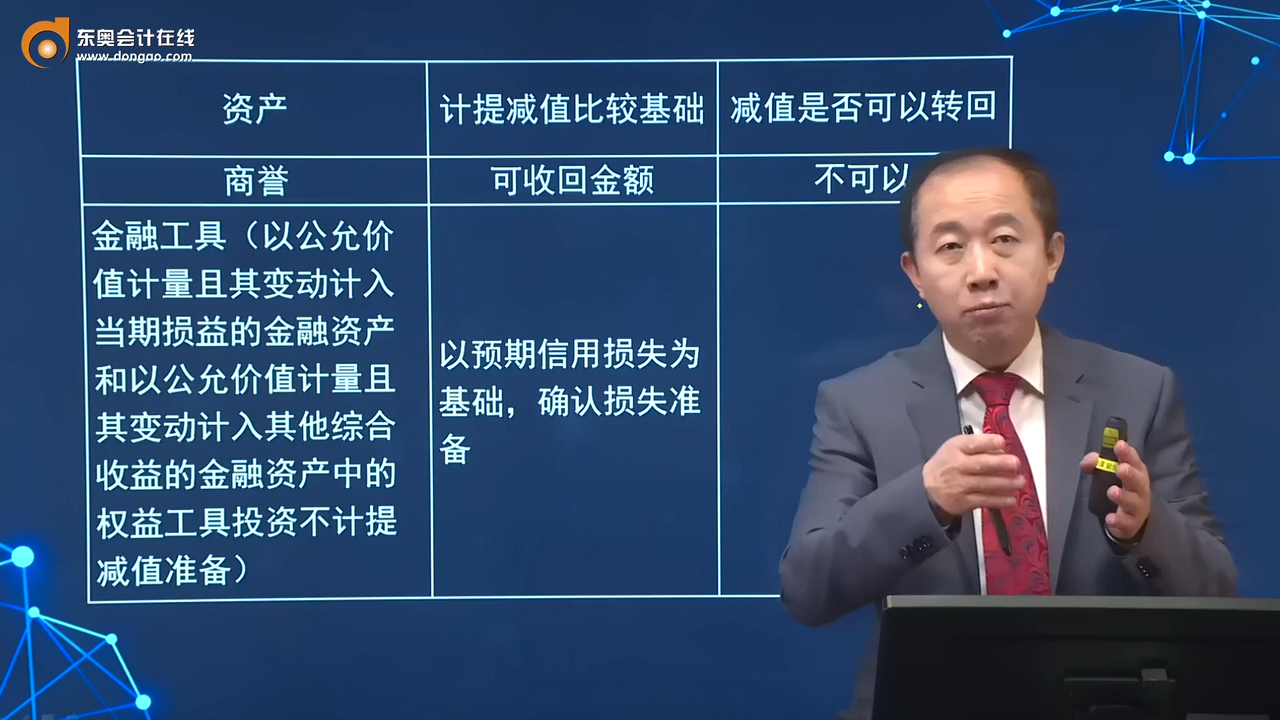 东奥会计在线
www.dongao.com
资产
计提减值比较基础
减值是否可以转回
商誉
可收回金额
不可以
金融工具（以公允价
值计量且其变动计入
当期损益的金融资产
和以公允价值计量且
其变动计入其他综合
收益的金融资产中的
权益工具投资不计提
减值准备）
以预期信用损失为
基础，确认损失准
备